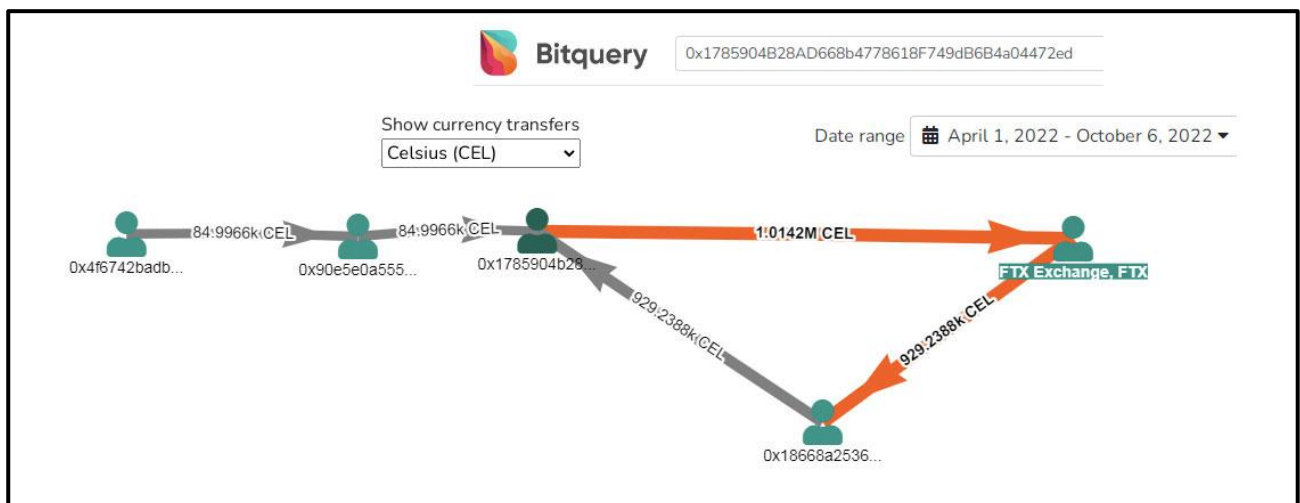 Bitquery
0x1785904B28AD668b4778618F749dB6B4a04472ed
Show currency transfers
Celsius (CEL)
Date range
April 1, 2022 - October 6, 2022
84.9966k CEL
84.9966k CEL
1.0142M CEL
0x4f6742badb...
0x90e5e0a555...
0x1785904b28...
FTX Exchange, FTX
929.2388k CEL
929.2388k CEL
0x18668a2536...